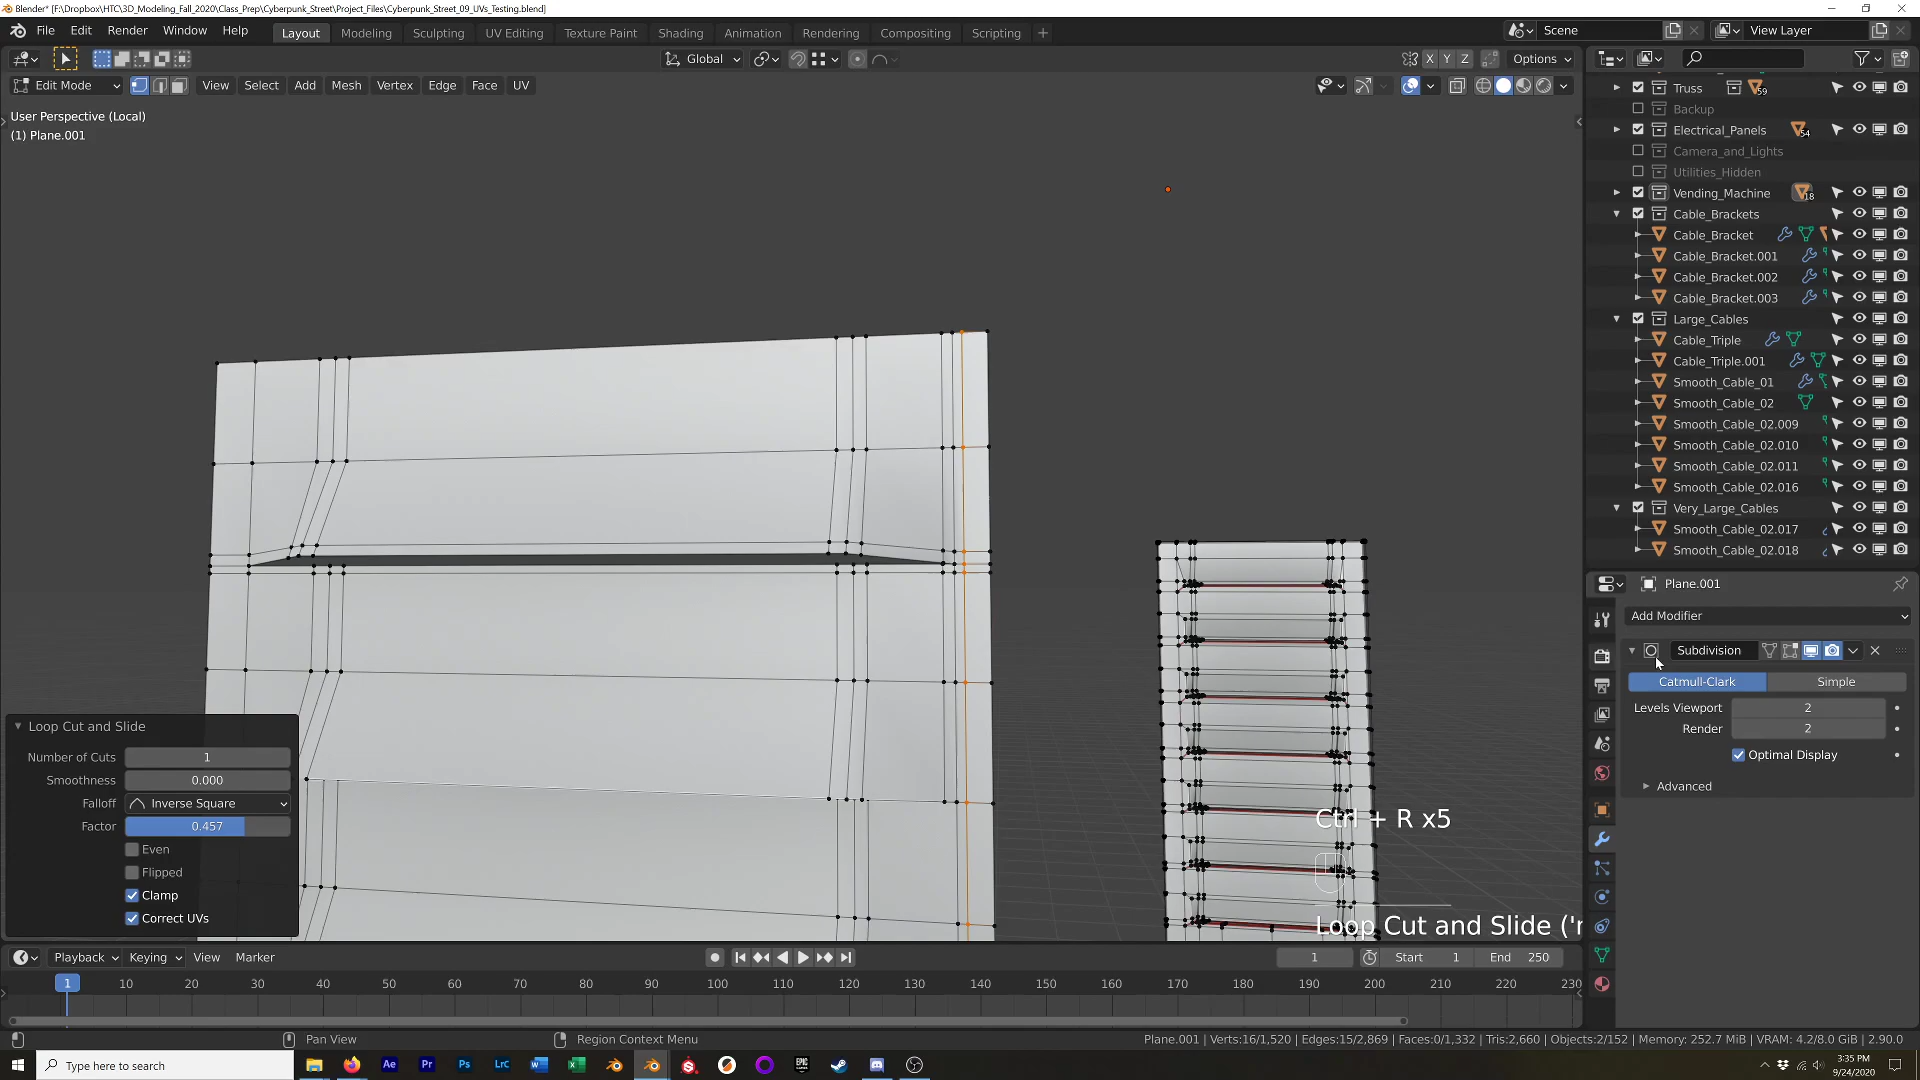 Blender* [F:\Dropbox\HTC\3D_Modeling_Fall_2020\Class_Prep\Cyberpunk_Street\Project_Files\Cyberpunk_Street_09_UVs_Testing.blend]
File Edit Render Window Help Layout Modeling Sculpting UV Editing Texture Paint Shading Animation Rendering Compositing Scripting + Scene View Layer
Global X Y Z Options
Edit Mode View Select Add Mesh Vertex Edge Face UV
User Perspective (Local)
(1) Plane.001
Truss 59
Backup
Electrical_Panels 54
Camera_and_Lights
Utilities_Hidden
Vending_Machine 18
Cable_Brackets
Cable_Bracket
Cable_Bracket.001
Cable_Bracket.002
Cable_Bracket.003
Large_Cables
Cable_Triple
Cable_Triple.001
Smooth_Cable_01
Smooth_Cable_02
Smooth_Cable_02.009
Smooth_Cable_02.010
Smooth_Cable_02.011
Smooth_Cable_02.016
Very_Large_Cables
Smooth_Cable_02.017
Smooth_Cable_02.018
Plane.001
Add Modifier
Subdivision
Catmull-Clark Simple
Levels Viewport 2
Render 2
Optimal Display
Advanced
Loop Cut and Slide
Number of Cuts 1
Smoothness 0.000
Falloff Inverse Square
Factor 0.457
Even
Flipped
Clamp
Correct UVs
Ctrl + R x5
Loop Cut and Slide ('r
Playback Keying View Marker 1 Start 1 End 250
1 10 20 30 40 50 60 70 80 90 100 110 120 130 140 150 160 170 180 190 200 210 220 230
Pan View Region Context Menu Plane.001 | Verts:16/1,520 | Edges:15/2,869 | Faces:0/1,332 | Tris:2,660 | Objects:2/152 | Memory: 252.7 MiB | VRAM: 4.2/8.0 GiB | 2.90.0
Type here to search Ae Pr Ps Lrc 3:35 PM
9/24/2020